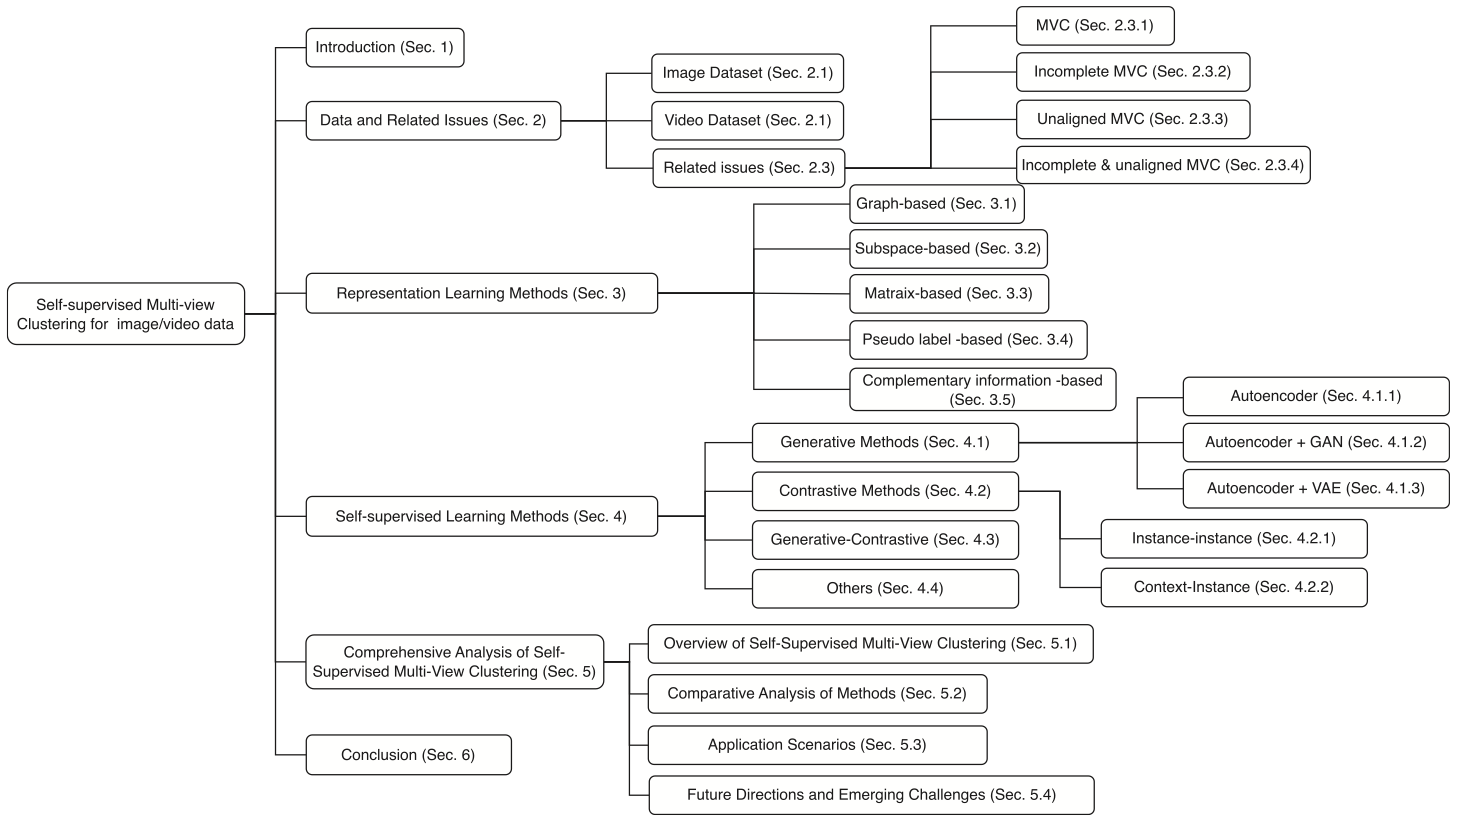 Self-supervised Multi-view
Clustering for image/video data
Introduction (Sec. 1)
Data and Related Issues (Sec. 2)
Image Dataset (Sec. 2.1)
Video Dataset (Sec. 2.1)
Related issues (Sec. 2.3)
MVC (Sec. 2.3.1)
Incomplete MVC (Sec. 2.3.2)
Unaligned MVC (Sec. 2.3.3)
Incomplete & unaligned MVC (Sec. 2.3.4)
Representation Learning Methods (Sec. 3)
Graph-based (Sec. 3.1)
Subspace-based (Sec. 3.2)
Matraix-based (Sec. 3.3)
Pseudo label -based (Sec. 3.4)
Complementary information -based
(Sec. 3.5)
Self-supervised Learning Methods (Sec. 4)
Generative Methods (Sec. 4.1)
Autoencoder (Sec. 4.1.1)
Autoencoder + GAN (Sec. 4.1.2)
Autoencoder + VAE (Sec. 4.1.3)
Contrastive Methods (Sec. 4.2)
Instance-instance (Sec. 4.2.1)
Context-Instance (Sec. 4.2.2)
Generative-Contrastive (Sec. 4.3)
Others (Sec. 4.4)
Comprehensive Analysis of Self-
Supervised Multi-View Clustering (Sec. 5)
Overview of Self-Supervised Multi-View Clustering (Sec. 5.1)
Comparative Analysis of Methods (Sec. 5.2)
Application Scenarios (Sec. 5.3)
Future Directions and Emerging Challenges (Sec. 5.4)
Conclusion (Sec. 6)